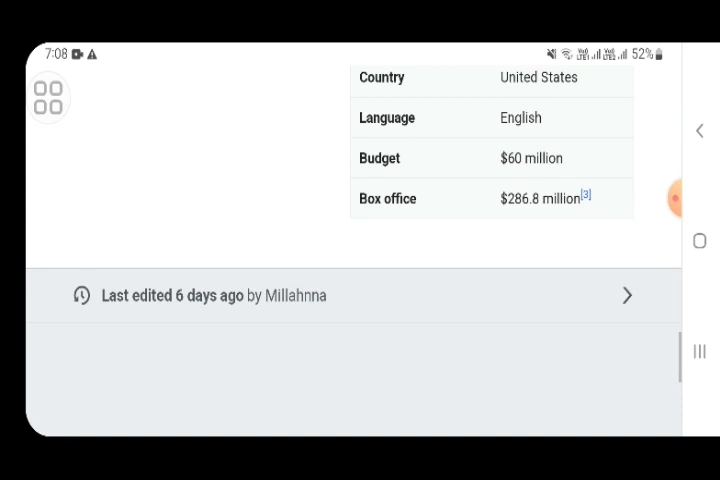 7:08 52%
Country United States
Language English
Budget $60 million
Box office $286.8 million[3]
Last edited 6 days ago by Millahnna